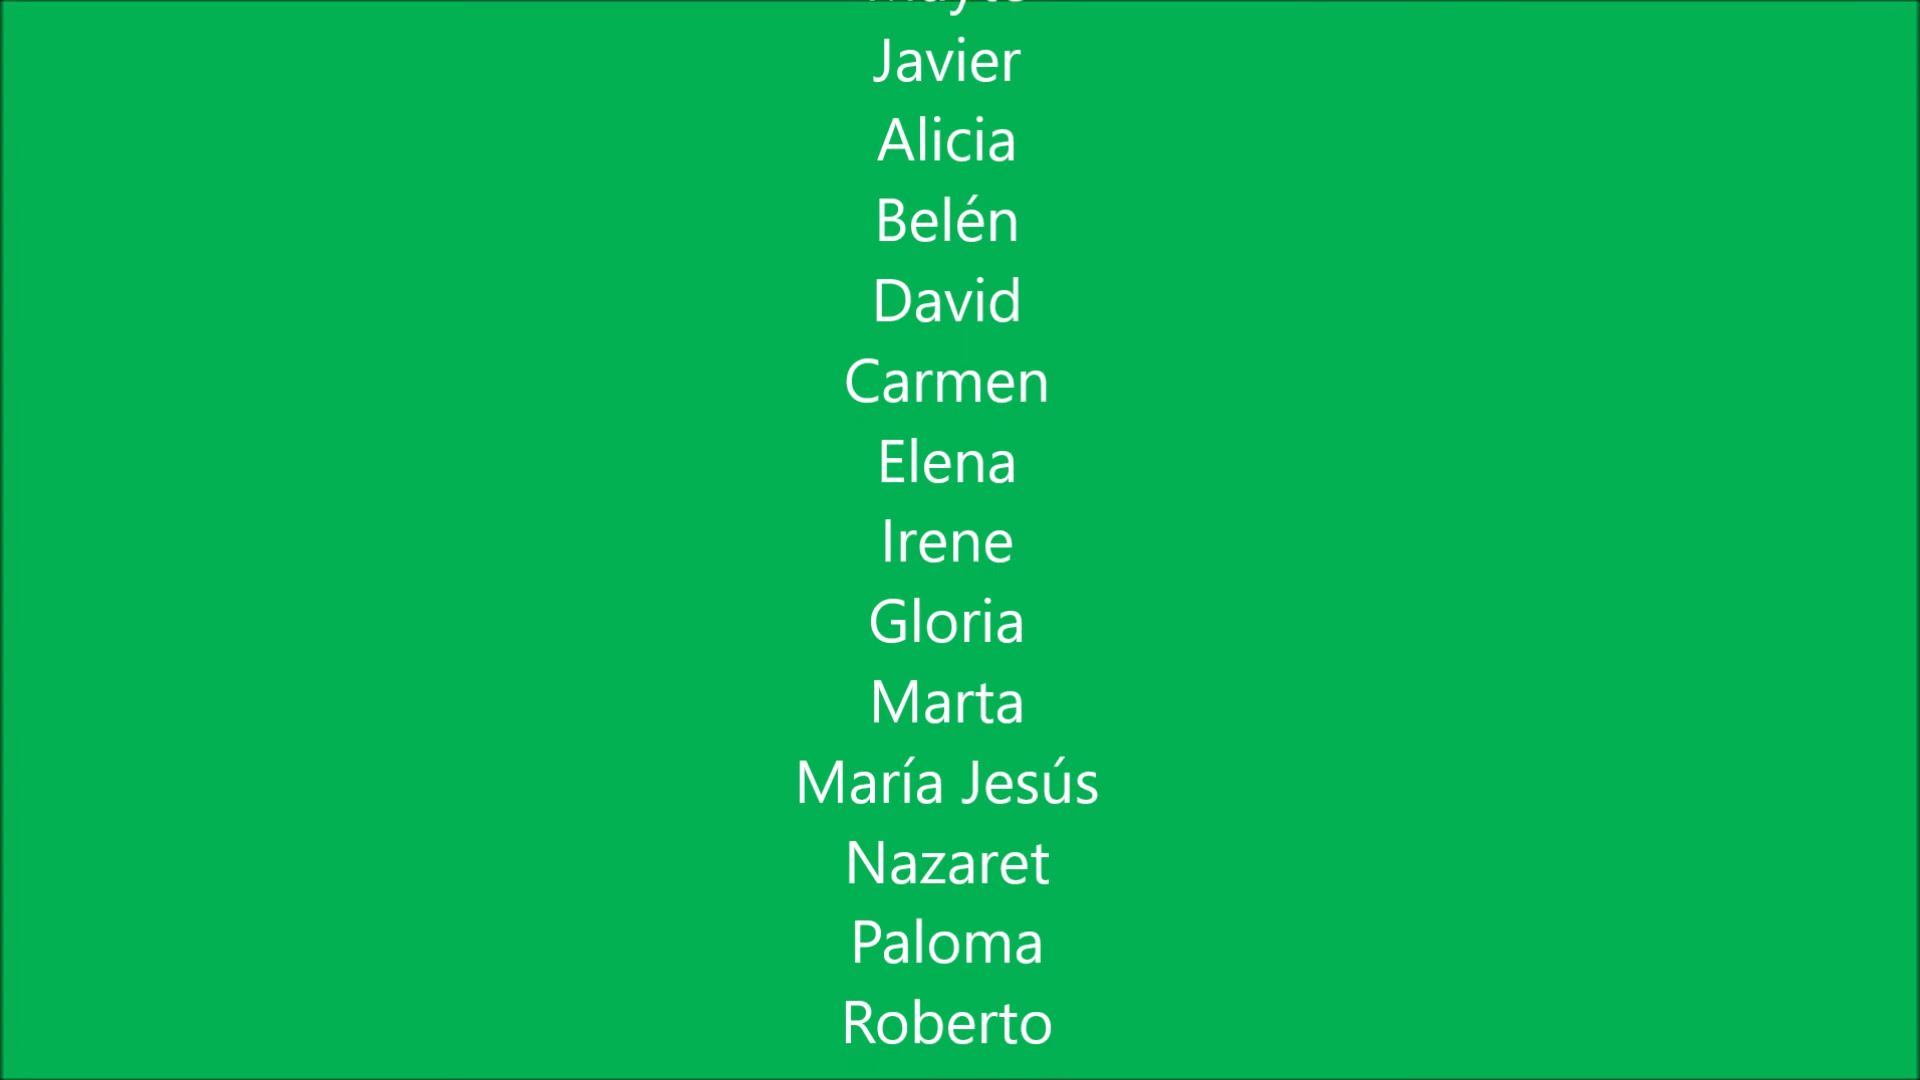 Javier
Alicia
Belén
David
Carmen
Elena
Irene
Gloria
Marta
María Jesús
Nazaret
Paloma
Roberto